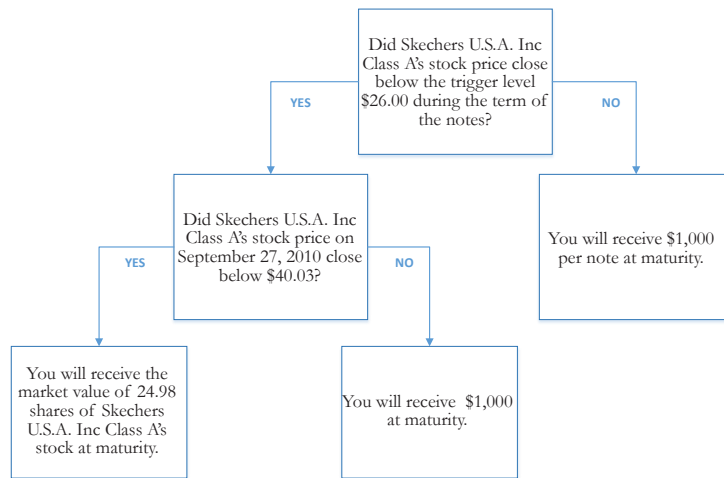 Did Skechers U.S.A. Inc
Class A's stock price close
below the trigger level
$26.00 during the term of
the notes?
YES
NO
Did Skechers U.S.A. Inc
Class A's stock price on
September 27, 2010 close
below $40.03?
You will receive $1,000
per note at maturity.
YES
NO
You will receive the
market value of 24.98
shares of Skechers
U.S.A. Inc Class A's
stock at maturity.
You will receive $1,000
at maturity.